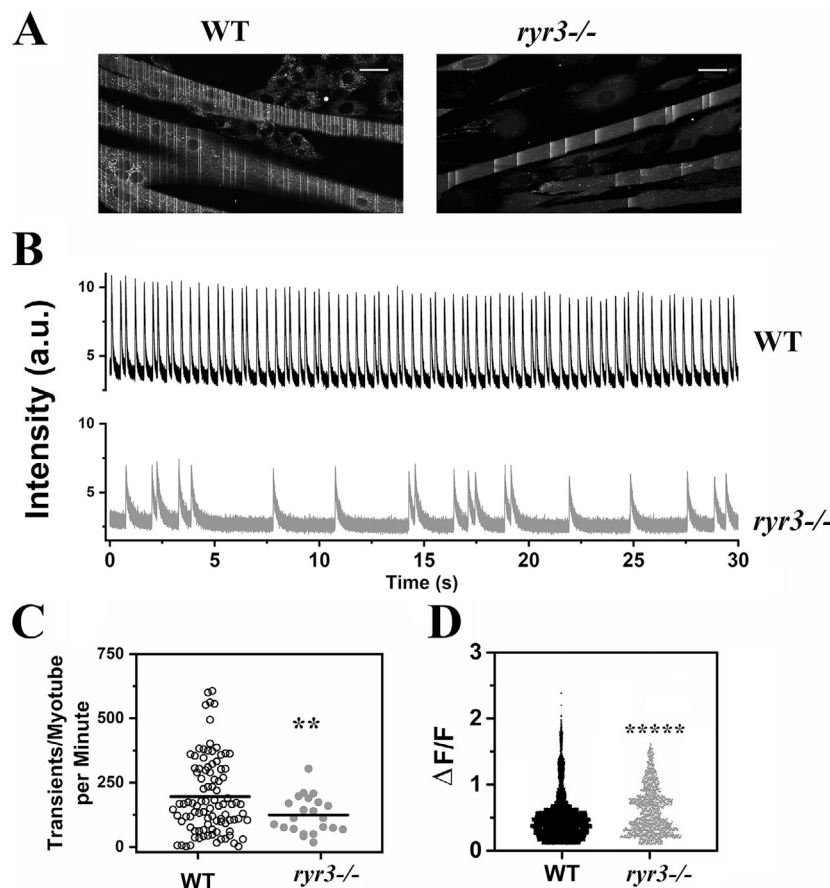 A
WT
ryr3-/-
B
10
5
WT
Intensity (a.u.)
10
5
ryr3-/-
0 5 10 15 20 25 30
Time (s)
C
D
Transients/Myotube
per Minute
750
500
250
0
**
WT ryr3-/-
ΔF/F
3
2
1
0
*****
WT ryr3-/-